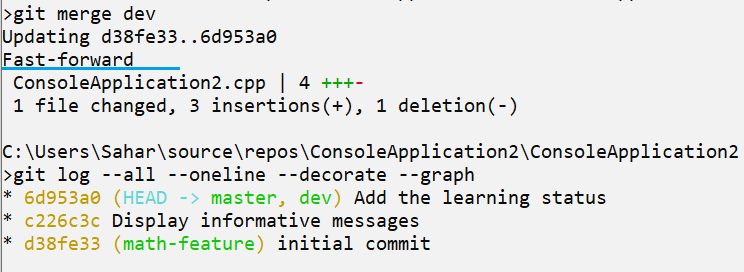 >git merge dev
Updating d38fe33..6d953a0
Fast-forward
 ConsoleApplication2.cpp | 4 +++-
 1 file changed, 3 insertions(+), 1 deletion(-)
C:\Users\Sahar\source\repos\ConsoleApplication2\ConsoleApplication2
>git log --all --oneline --decorate --graph
* 6d953a0 (HEAD -> master, dev) Add the learning status
* c226c3c Display informative messages
* d38fe33 (math-feature) initial commit